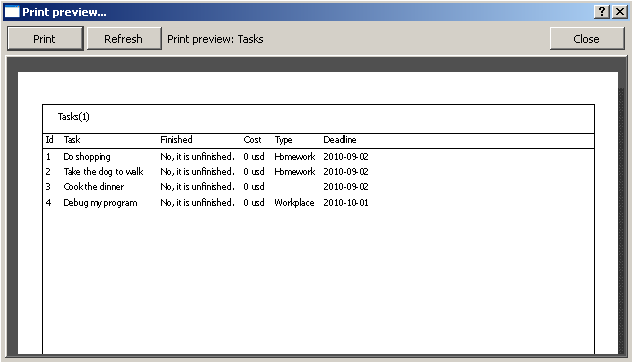 Print preview...
Print Refresh Print preview: Tasks Close
Tasks(1)
Id Task Finished Cost Type Deadline
1 Do shopping No, it is unfinished. 0 usd Homework 2010-09-02
2 Take the dog to walk No, it is unfinished. 0 usd Homework 2010-09-02
3 Cook the dinner No, it is unfinished. 0 usd 2010-09-02
4 Debug my program No, it is unfinished. 0 usd Workplace 2010-10-01